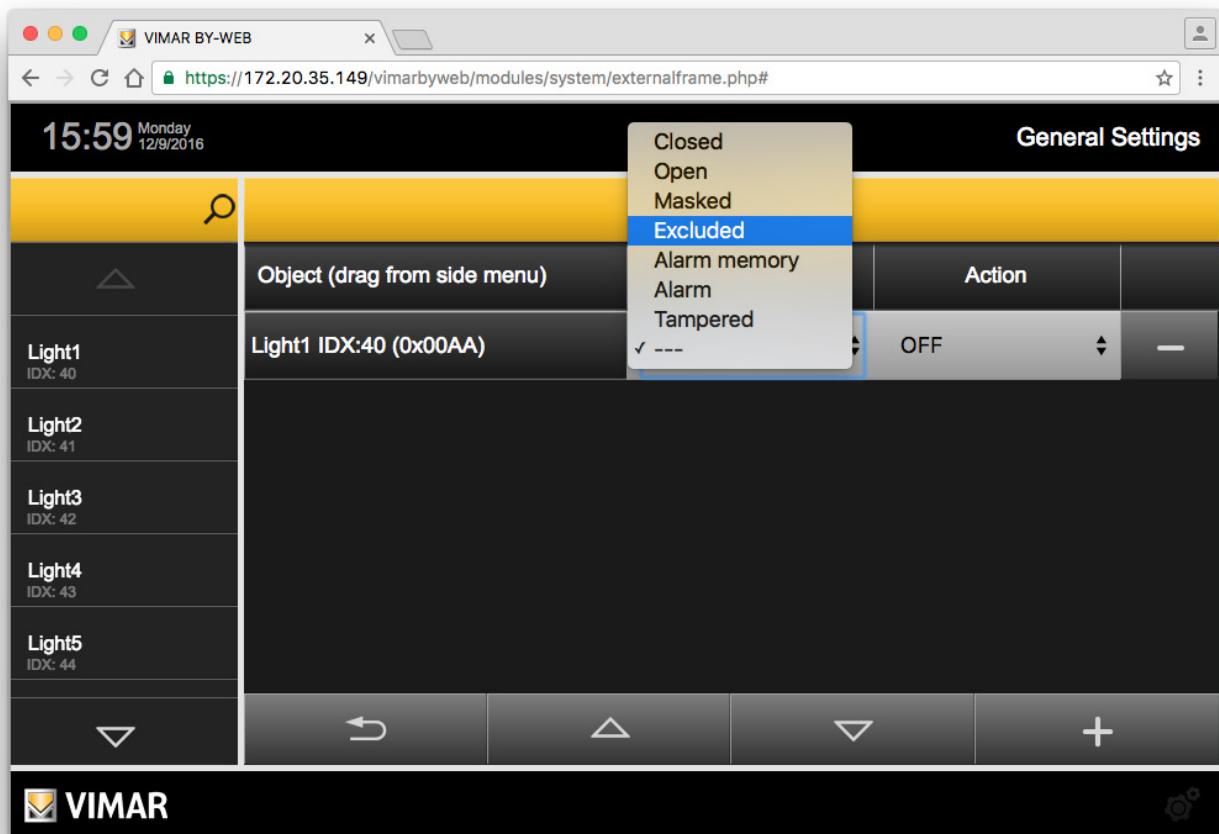 VIMAR BY-WEB
https://172.20.35.149/vimarbyweb/modules/system/externalframe.php#
15:59 Monday
12/9/2016
General Settings
Closed
Open
Masked
Excluded
Alarm memory
Alarm
Tampered
✓ ---
Object (drag from side menu)
Action
Light1 IDX:40 (0x00AA)
OFF
Light1
IDX: 40
Light2
IDX: 41
Light3
IDX: 42
Light4
IDX: 43
Light5
IDX: 44
VIMAR